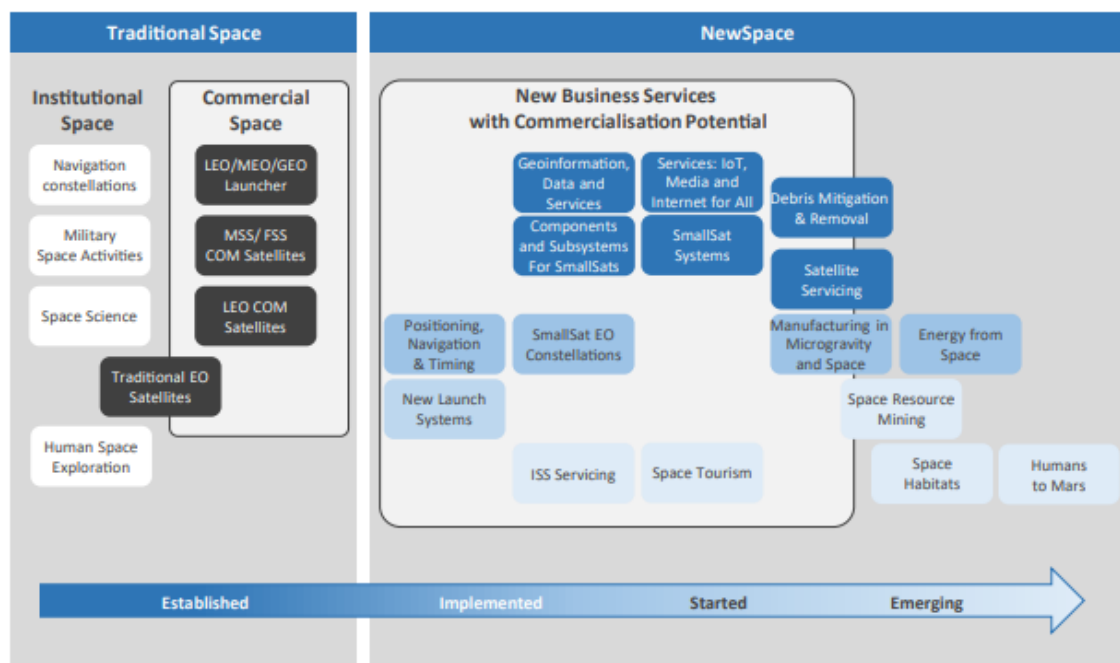 Traditional Space
NewSpace
Institutional
Space
Commercial
Space
Navigation
constellations
LEO/MEO/GEO
Launcher
Military
Space Activities
MSS/ FSS
COM Satellites
Space Science
LEO COM
Satellites
Traditional EO
Satellites
Human Space
Exploration
New Business Services
with Commercialisation Potential
Geoinformation,
Data and
Services
Services: IoT,
Media and
Internet for All
Debris Mitigation
& Removal
Components
and Subsystems
For SmallSats
SmallSat
Systems
Satellite
Servicing
Positioning,
Navigation
& Timing
SmallSat EO
Constellations
Manufacturing in
Microgravity
and Space
Energy from
Space
New Launch
Systems
Space Resource
Mining
ISS Servicing
Space Tourism
Space
Habitats
Humans
to Mars
Established
Implemented
Started
Emerging